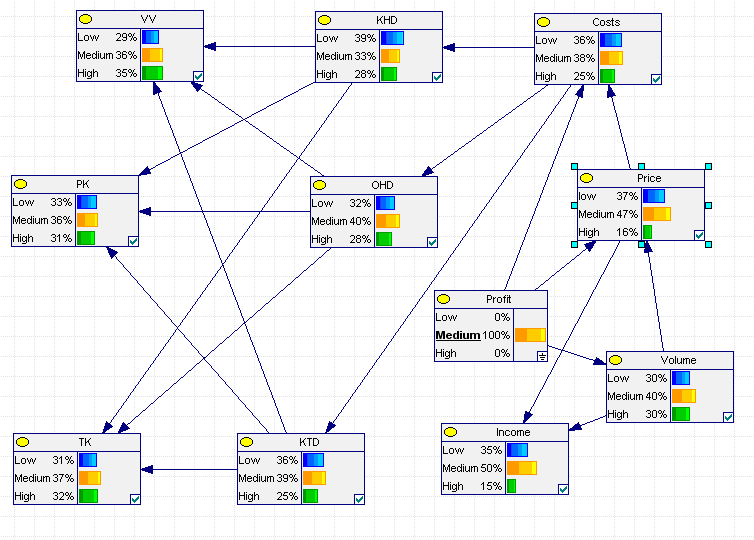 VV
Low 29%
Medium 36%
High 35%
KHD
Low 39%
Medium 33%
High 28%
Costs
Low 36%
Medium 38%
High 25%
PK
Low 33%
Medium 36%
High 31%
OHD
Low 32%
Medium 40%
High 28%
Price
low 37%
Medium 47%
High 16%
Profit
Low 0%
Medium 100%
High 0%
Volume
Low 30%
Medium 40%
High 30%
TK
Low 31%
Medium 37%
High 32%
KTD
Low 36%
Medium 39%
High 25%
Income
Low 35%
Medium 50%
High 15%